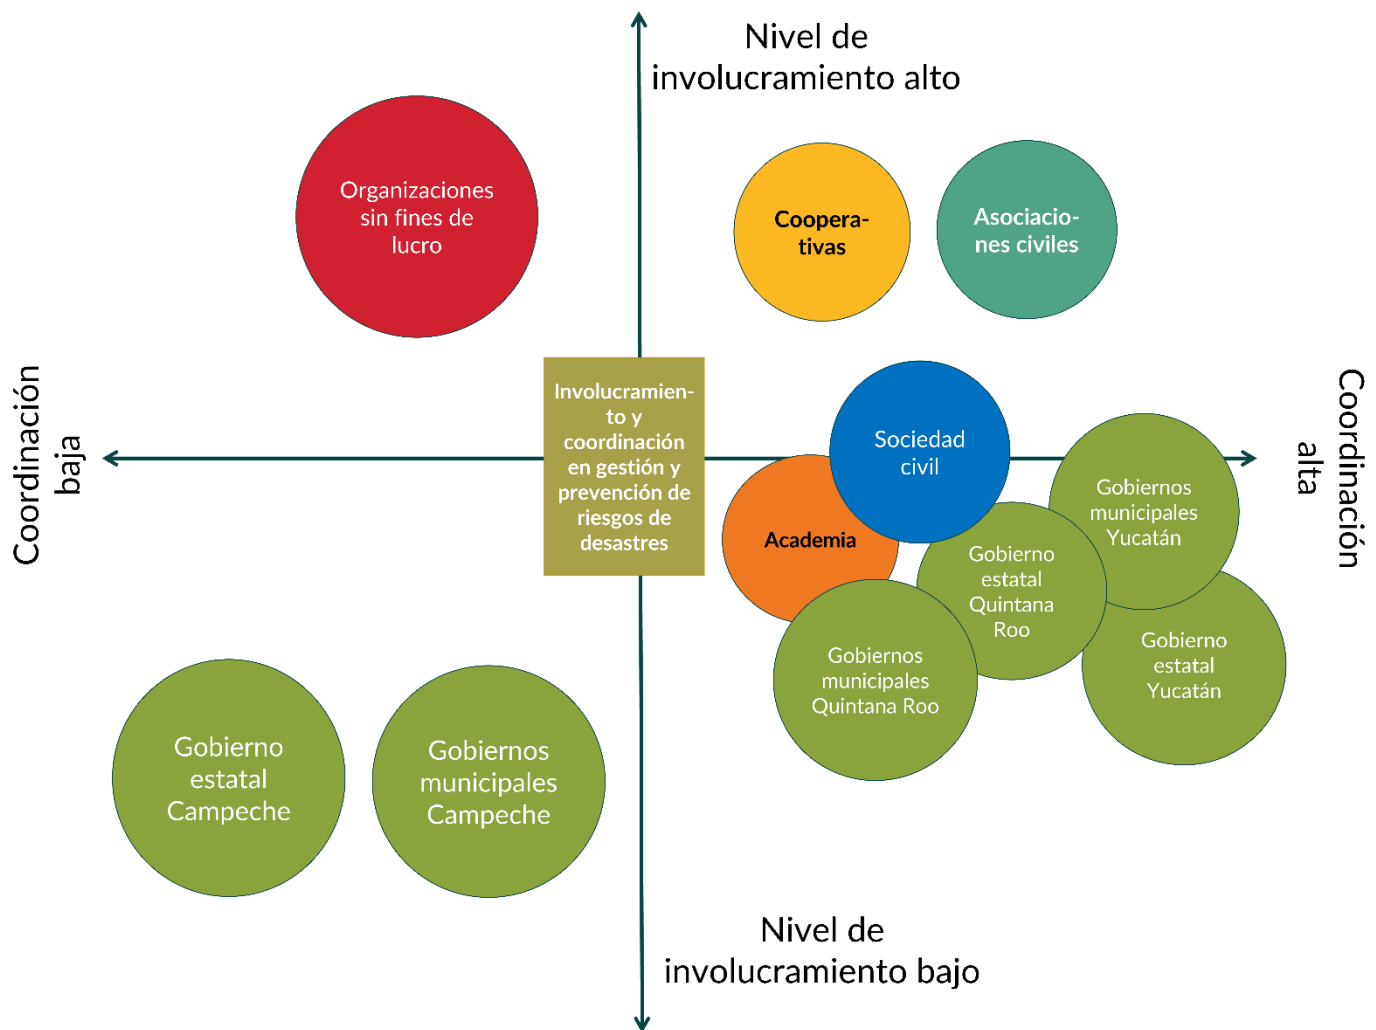 Nivel de
involucramiento alto
Organizaciones
sin fines de
lucro
Coopera-
tivas
Asociacio-
nes civiles
Coordinación
baja
Involucramien-
to y
coordinación
en gestión y
prevención de
riesgos de
desastres
Sociedad
civil
Academia
Gobiernos
municipales
Yucatán
Coordinación
alta
Gobierno
estatal
Quintana
Roo
Gobiernos
municipales
Quintana Roo
Gobierno
estatal
Yucatán
Gobierno
estatal
Campeche
Gobiernos
municipales
Campeche
Nivel de
involucramiento bajo